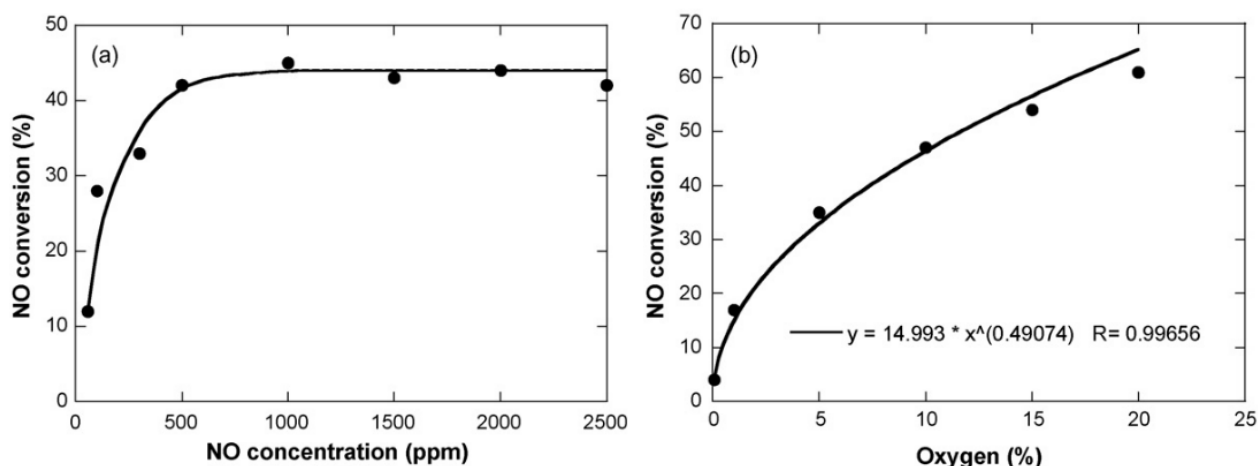 (a)
NO conversion (%)
50
40
30
20
10
0
0 500 1000 1500 2000 2500
NO concentration (ppm)
(b)
NO conversion (%)
70
60
50
40
30
20
10
0
y = 14.993 * x^(0.49074) R= 0.99656
0 5 10 15 20 25
Oxygen (%)